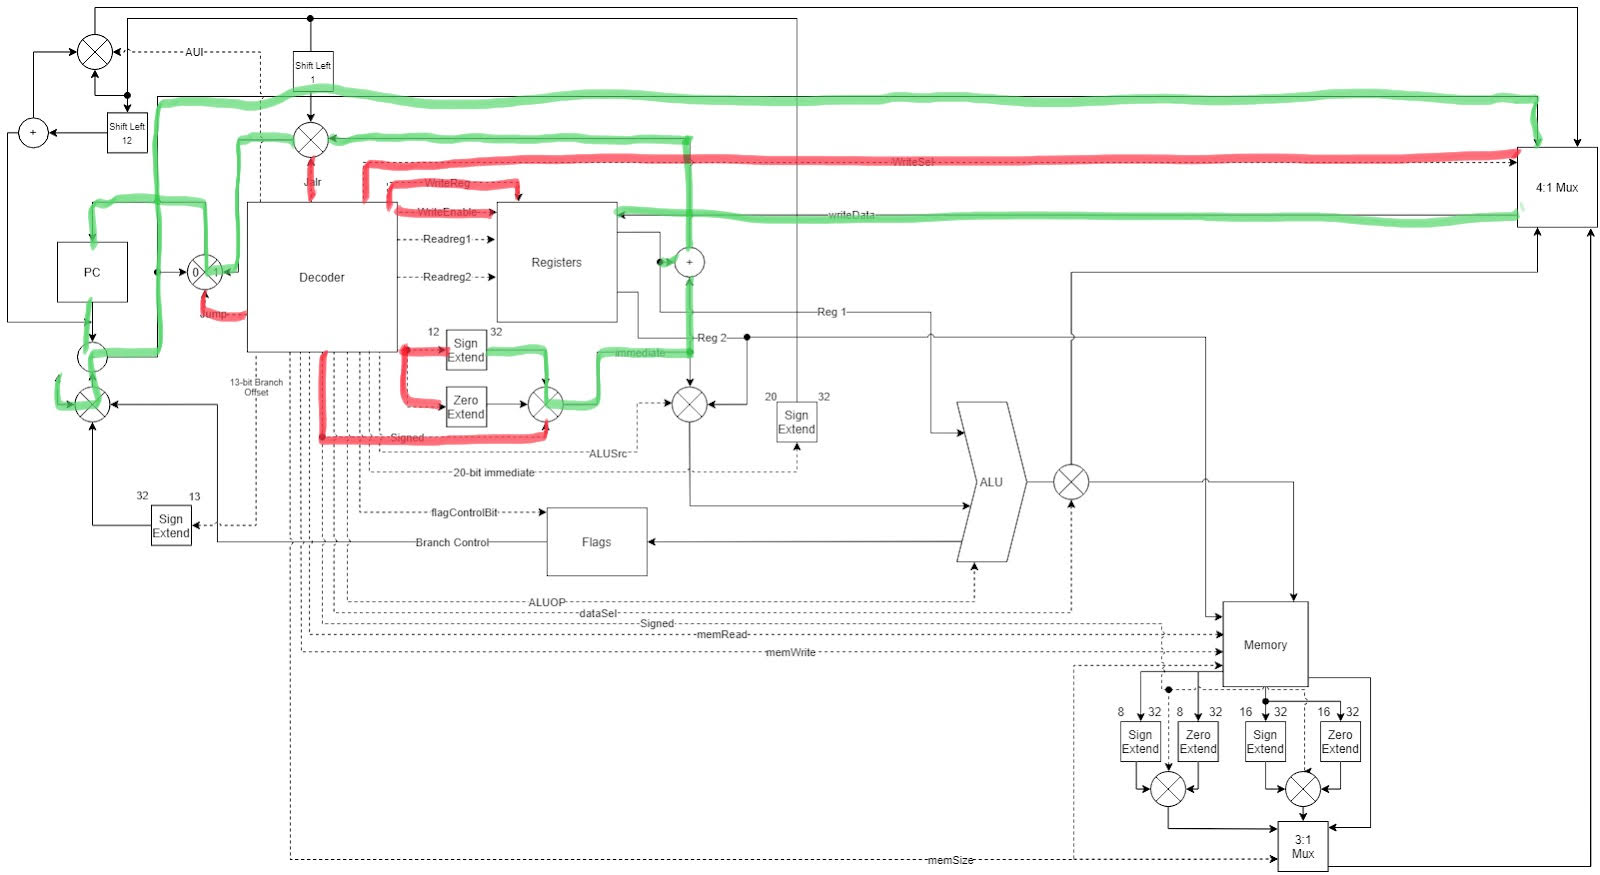 AUI
Shift Left
1
Shift Left
12
+
Jalr
WriteSel
4:1 Mux
WriteReg
WriteEnable
writeData
Readreg1
Readreg2
PC
0
1
Decoder
Registers
+
Jump
Reg 1
Reg 2
12
32
Sign
Extend
immediate
13-bit Branch
Offset
Zero
Extend
20
32
Sign
Extend
Signed
ALUSrc
20-bit immediate
ALU
32
13
Sign
Extend
flagControlBit
Branch Control
Flags
ALUOP
dataSel
Signed
memRead
memWrite
Memory
8
32
8
32
16
32
16
32
Sign
Extend
Zero
Extend
Sign
Extend
Zero
Extend
3:1
Mux
memSize